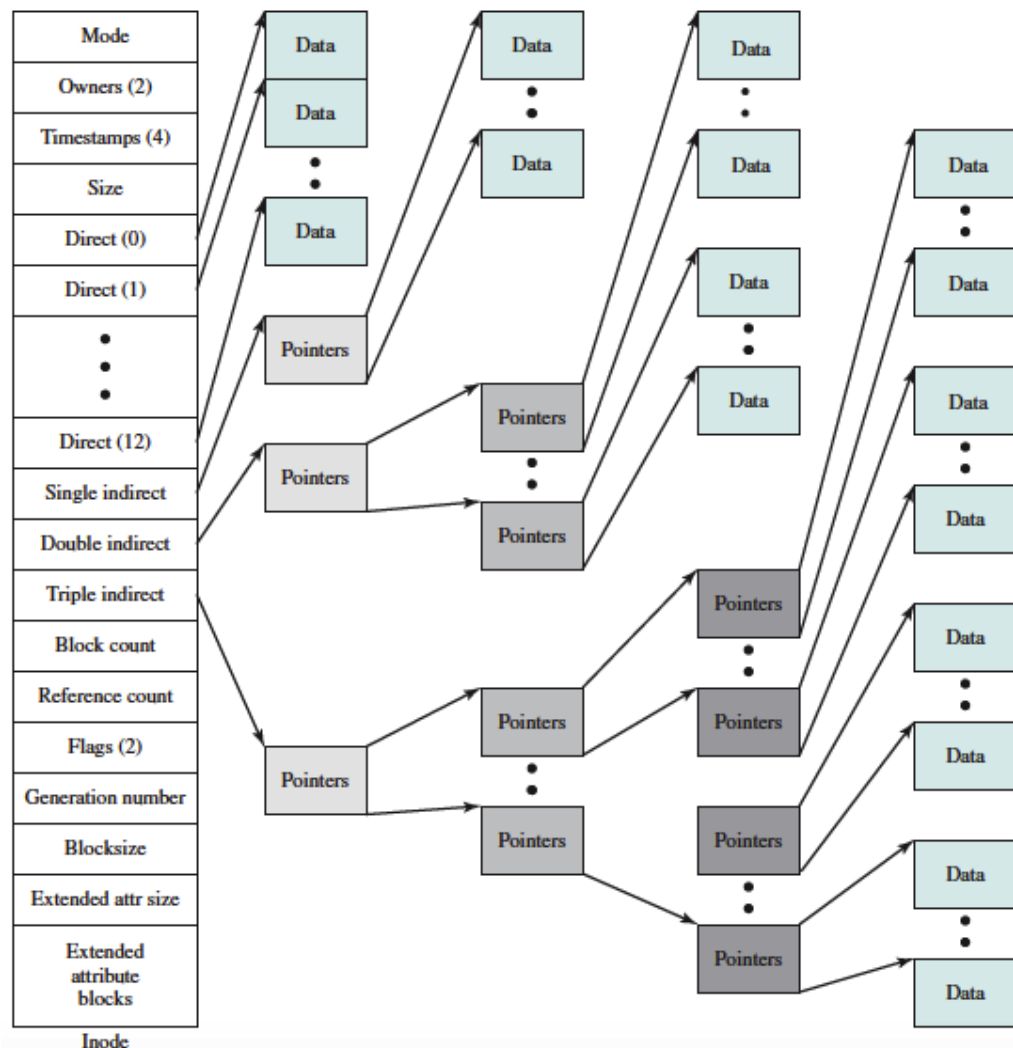 Mode
Owners (2)
Timestamps (4)
Size
Direct (0)
Direct (1)
Direct (12)
Single indirect
Double indirect
Triple indirect
Block count
Reference count
Flags (2)
Generation number
Blocksize
Extended attr size
Extended
attribute
blocks
Inode
Data
Data
Data
Pointers
Pointers
Pointers
Data
Data
Pointers
Pointers
Pointers
Pointers
Data
Data
Data
Data
Pointers
Pointers
Pointers
Pointers
Data
Data
Data
Data
Data
Data
Data
Data